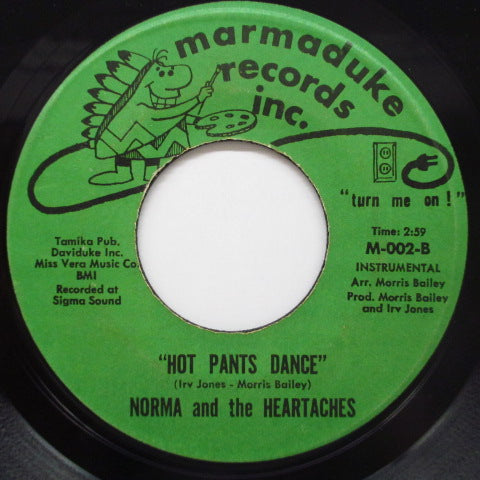 marmaduke
records
inc.
"turn me on!"
Tamika Pub.
Daviduke Inc.
Miss Vera Music Co.
BMI
Recorded at
Sigma Sound
Time: 2:59
M-002-B
INSTRUMENTAL
Arr. Morris Bailey
Prod. Morris Bailey
and Irv Jones
"HOT PANTS DANCE"
(Irv Jones - Morris Bailey)
NORMA and the HEARTACHES